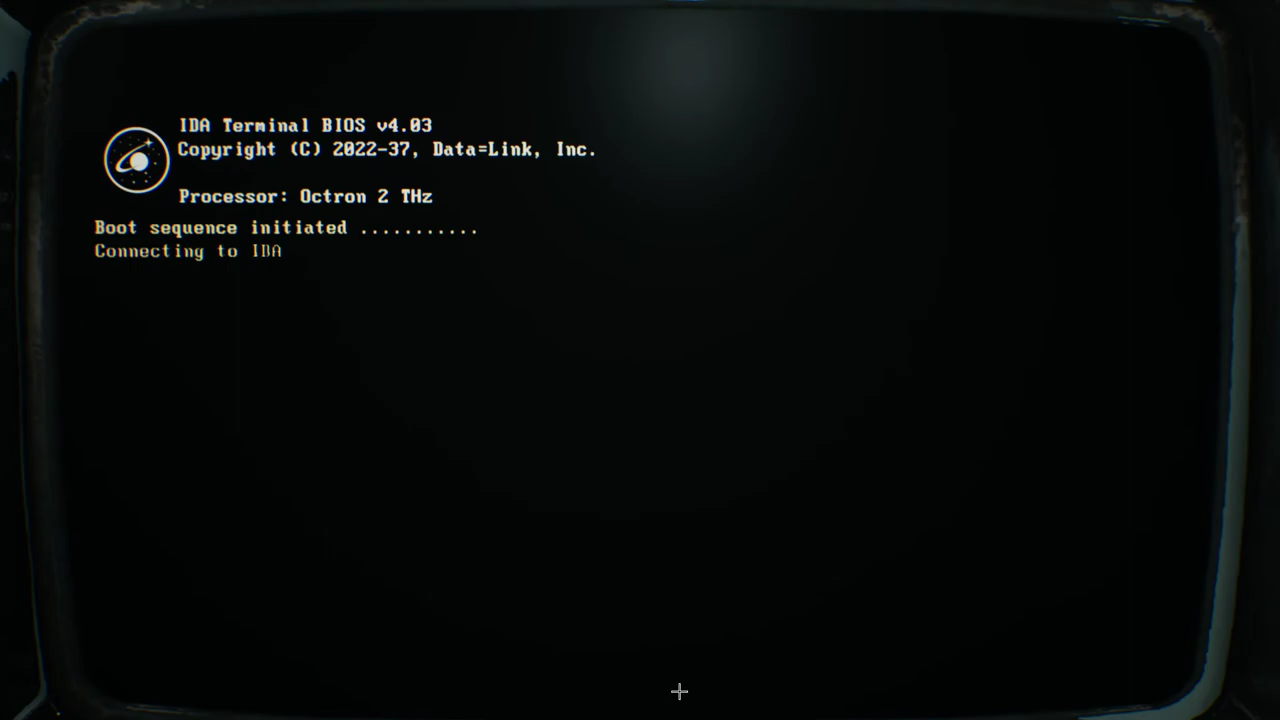 IDA Terminal BIOS v4.03
Copyright (C) 2022-37, Data=Link, Inc.
Processor: Octron 2 THz
Boot sequence initiated ...........
Connecting to IDA